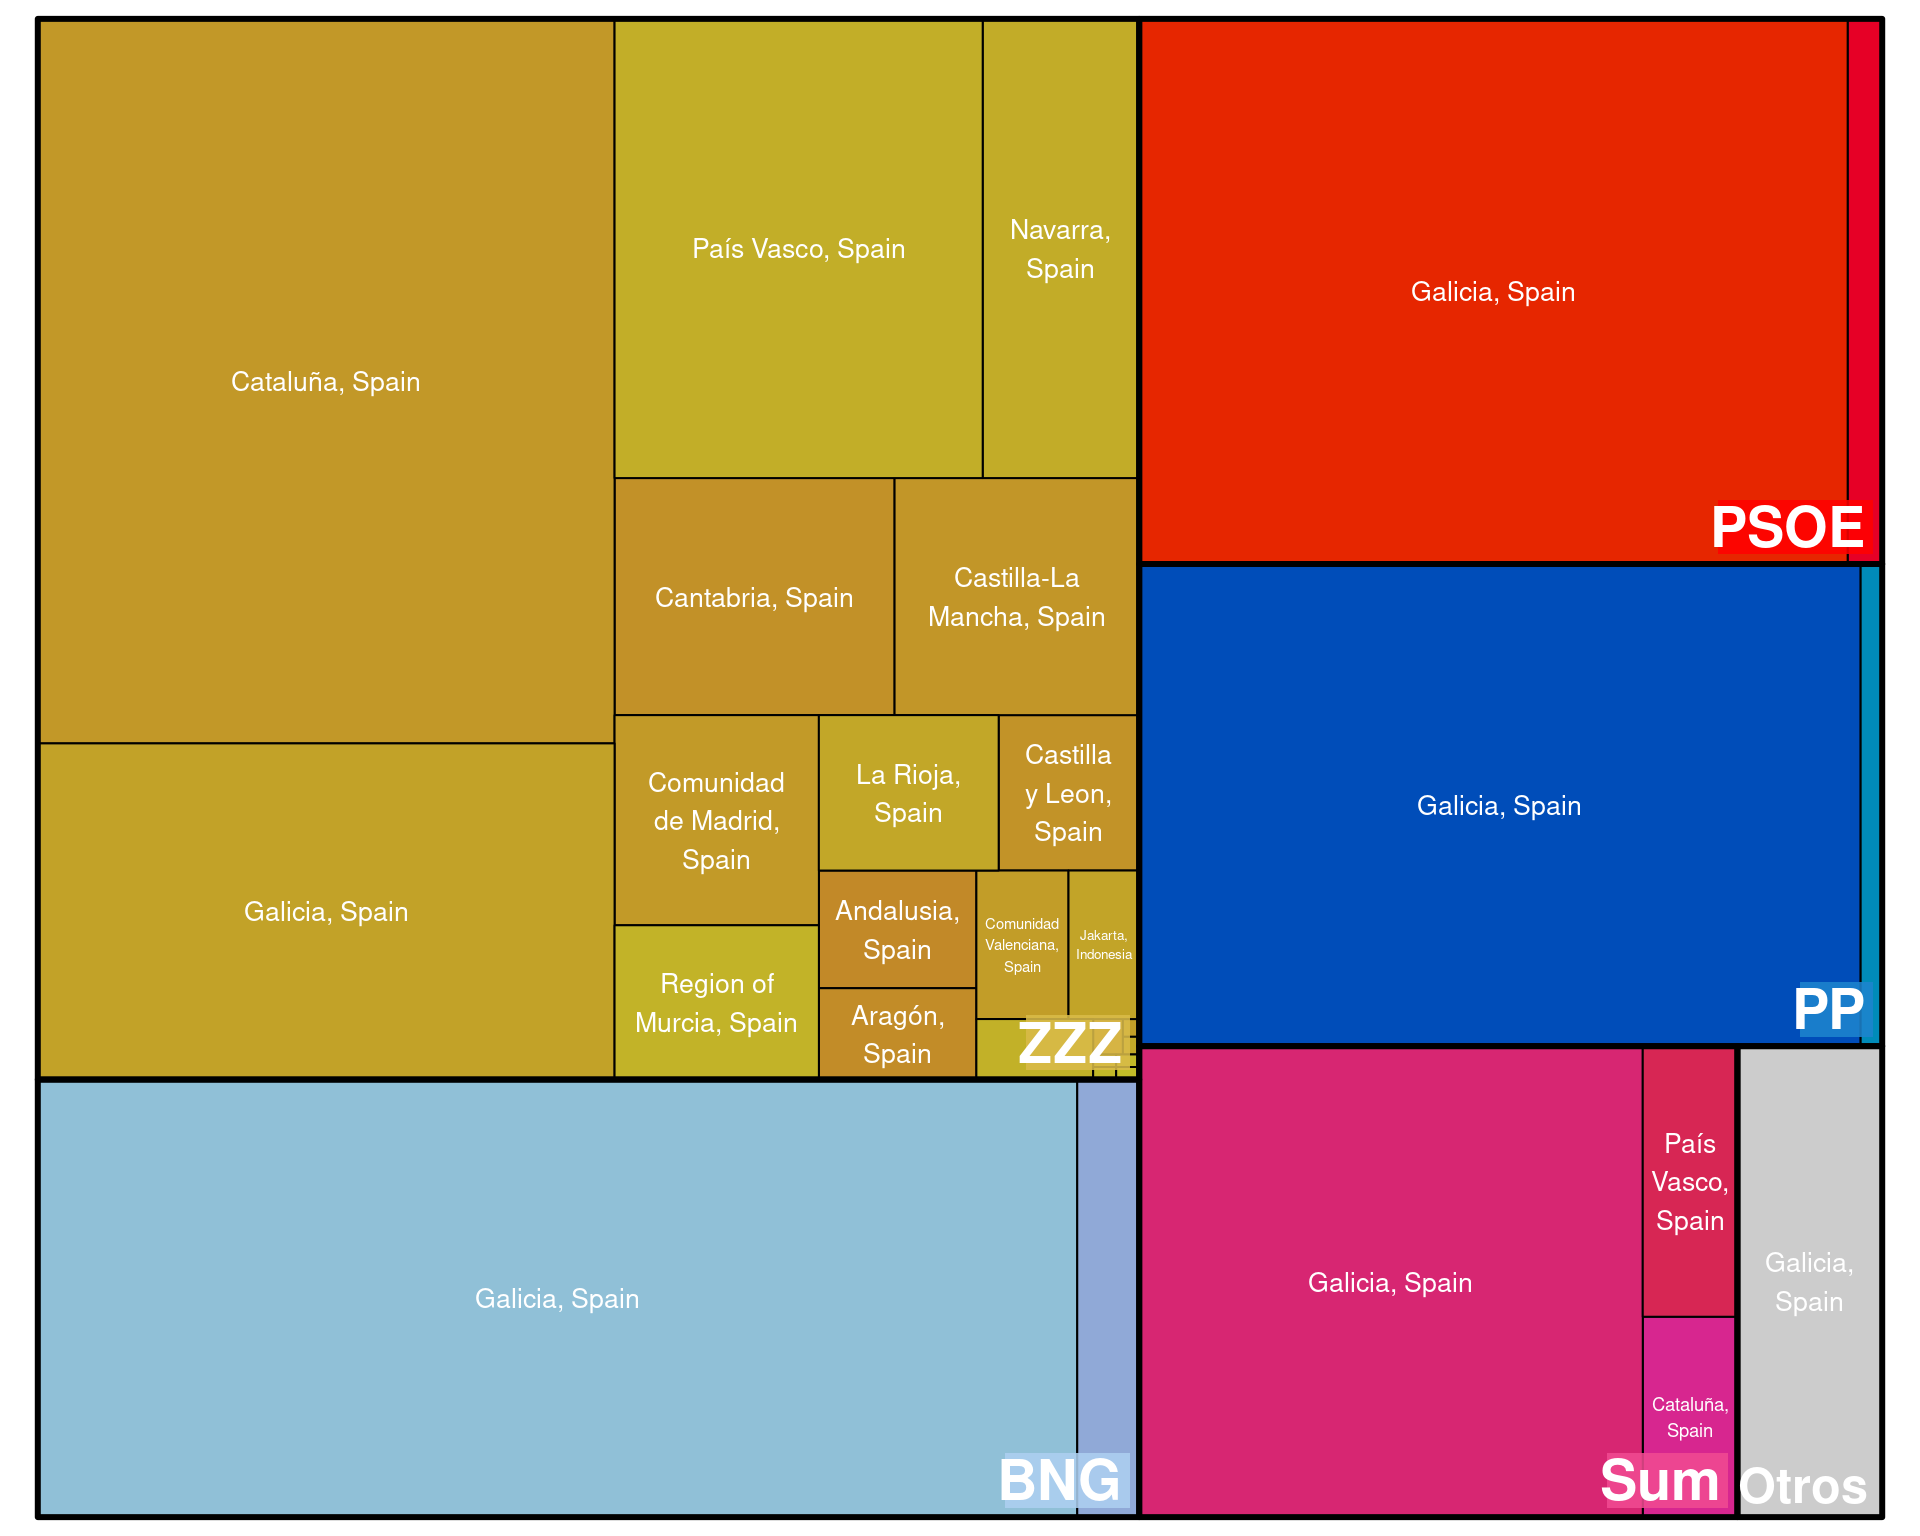 Cataluña, Spain
País Vasco, Spain
Navarra,
Spain
Cantabria, Spain
Castilla-La
Mancha, Spain
Galicia, Spain
Comunidad
de Madrid,
Spain
La Rioja,
Spain
Castilla
y Leon,
Spain
Region of
Murcia, Spain
Andalusia,
Spain
Aragón,
Spain
Comunidad
Valenciana,
Spain
Jakarta,
Indonesia
ZZZ
Galicia, Spain
BNG
Galicia, Spain
PSOE
Galicia, Spain
PP
Galicia, Spain
País
Vasco,
Spain
Cataluña,
Spain
Sum
Galicia,
Spain
Otros